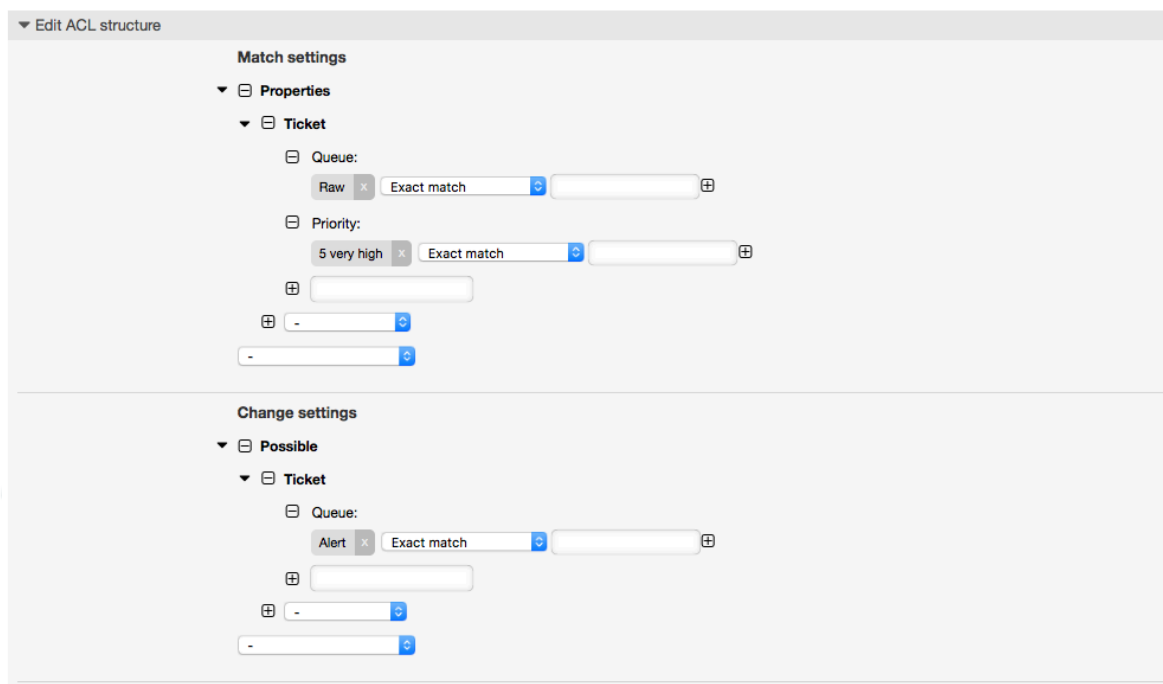 Edit ACL structure
Match settings
Properties
Ticket
Queue:
Raw x Exact match
Priority:
5 very high x Exact match
-
-
Change settings
Possible
Ticket
Queue:
Alert x Exact match
-
-